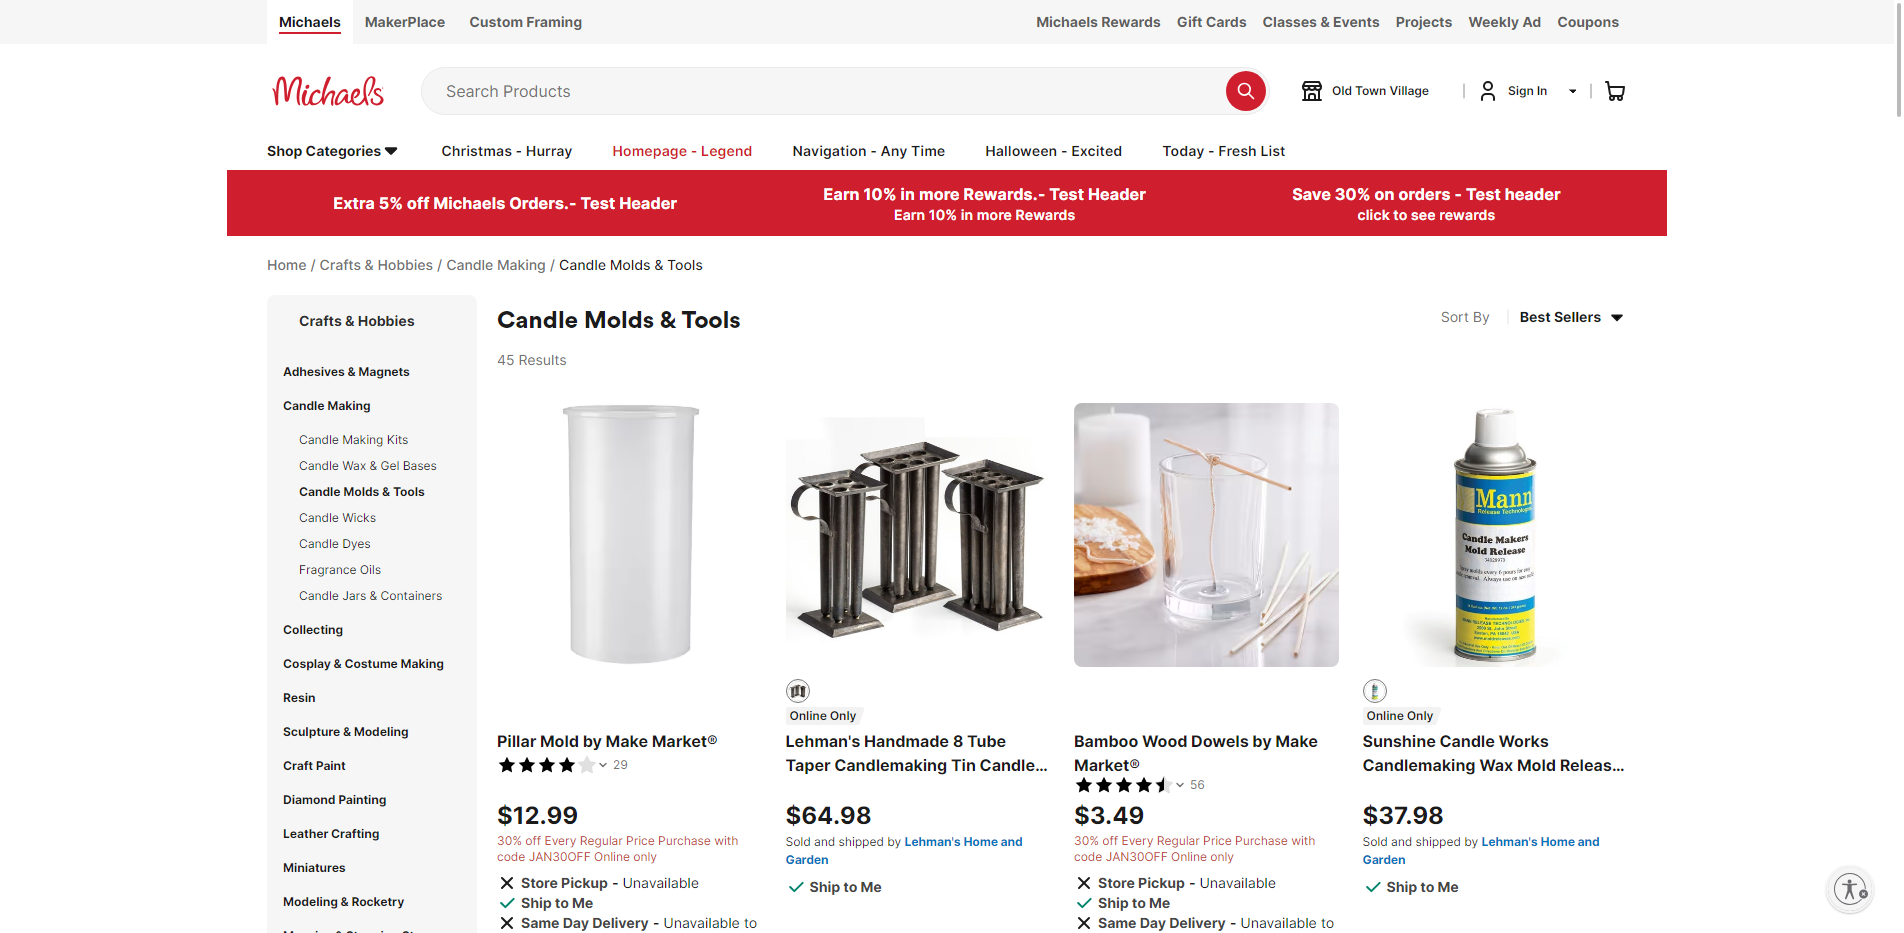 Michaels
MakerPlace
Custom Framing
Michaels Rewards
Gift Cards
Classes & Events
Projects
Weekly Ad
Coupons
Michaels
Search Products
Old Town Village
Sign In
Shop Categories
Christmas - Hurray
Homepage - Legend
Navigation - Any Time
Halloween - Excited
Today - Fresh List
Extra 5% off Michaels Orders.- Test Header
Earn 10% in more Rewards.- Test Header
Earn 10% in more Rewards
Save 30% on orders - Test header
click to see rewards
Home / Crafts & Hobbies / Candle Making / Candle Molds & Tools
Crafts & Hobbies
Adhesives & Magnets
Candle Making
Candle Making Kits
Candle Wax & Gel Bases
Candle Molds & Tools
Candle Wicks
Candle Dyes
Fragrance Oils
Candle Jars & Containers
Collecting
Cosplay & Costume Making
Resin
Sculpture & Modeling
Craft Paint
Diamond Painting
Leather Crafting
Miniatures
Modeling & Rocketry
Candle Molds & Tools
45 Results
Sort By
Best Sellers
Pillar Mold by Make Market®
29
$12.99
30% off Every Regular Price Purchase with
code JAN30OFF Online only
Store Pickup - Unavailable
Ship to Me
Same Day Delivery - Unavailable to
Online Only
Lehman's Handmade 8 Tube
Taper Candlemaking Tin Candle...
$64.98
Sold and shipped by Lehman's Home and
Garden
Ship to Me
Bamboo Wood Dowels by Make
Market®
56
$3.49
30% off Every Regular Price Purchase with
code JAN30OFF Online only
Store Pickup - Unavailable
Ship to Me
Same Day Delivery - Unavailable to
Mann
Release Technologies
Candle Makers
Mold Release
Online Only
Sunshine Candle Works
Candlemaking Wax Mold Releas...
$37.98
Sold and shipped by Lehman's Home and
Garden
Ship to Me